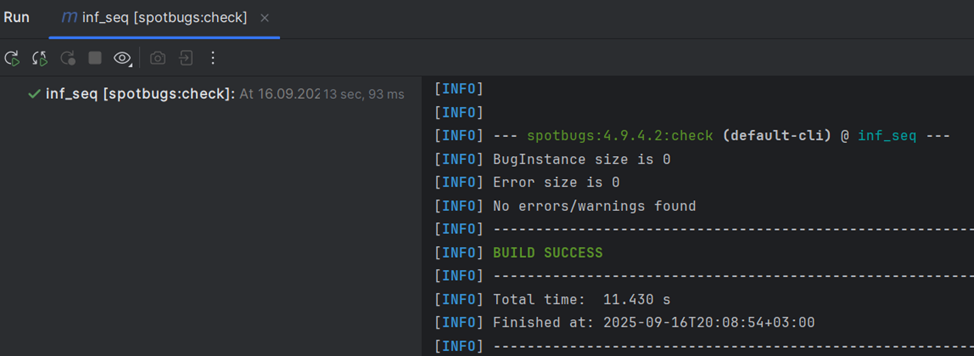 Run
inf_seq [spotbugs:check]
inf_seq [spotbugs:check]: At 16.09.202 13 sec, 93 ms
[INFO]
[INFO]
[INFO] --- spotbugs:4.9.4.2:check (default-cli) @ inf_seq ---
[INFO] BugInstance size is 0
[INFO] Error size is 0
[INFO] No errors/warnings found
[INFO] ------------------------------------------------------------------------
[INFO] BUILD SUCCESS
[INFO] ------------------------------------------------------------------------
[INFO] Total time:  11.430 s
[INFO] Finished at: 2025-09-16T20:08:54+03:00
[INFO] ------------------------------------------------------------------------